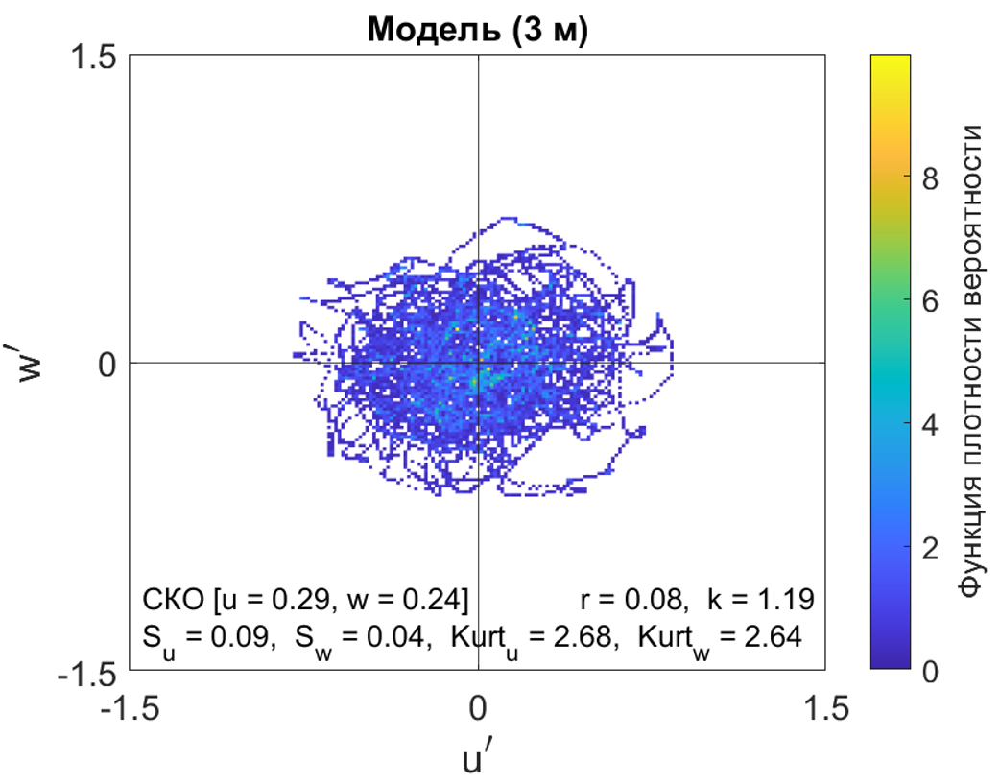 Модель (3 м)
1.5
0
-1.5
w′
-1.5
0
1.5
u′
СКО [u = 0.29, w = 0.24]
r = 0.08, k = 1.19
S_u = 0.09, S_w = 0.04, Kurt_u = 2.68, Kurt_w = 2.64
8
6
4
2
0
Функция плотности вероятности